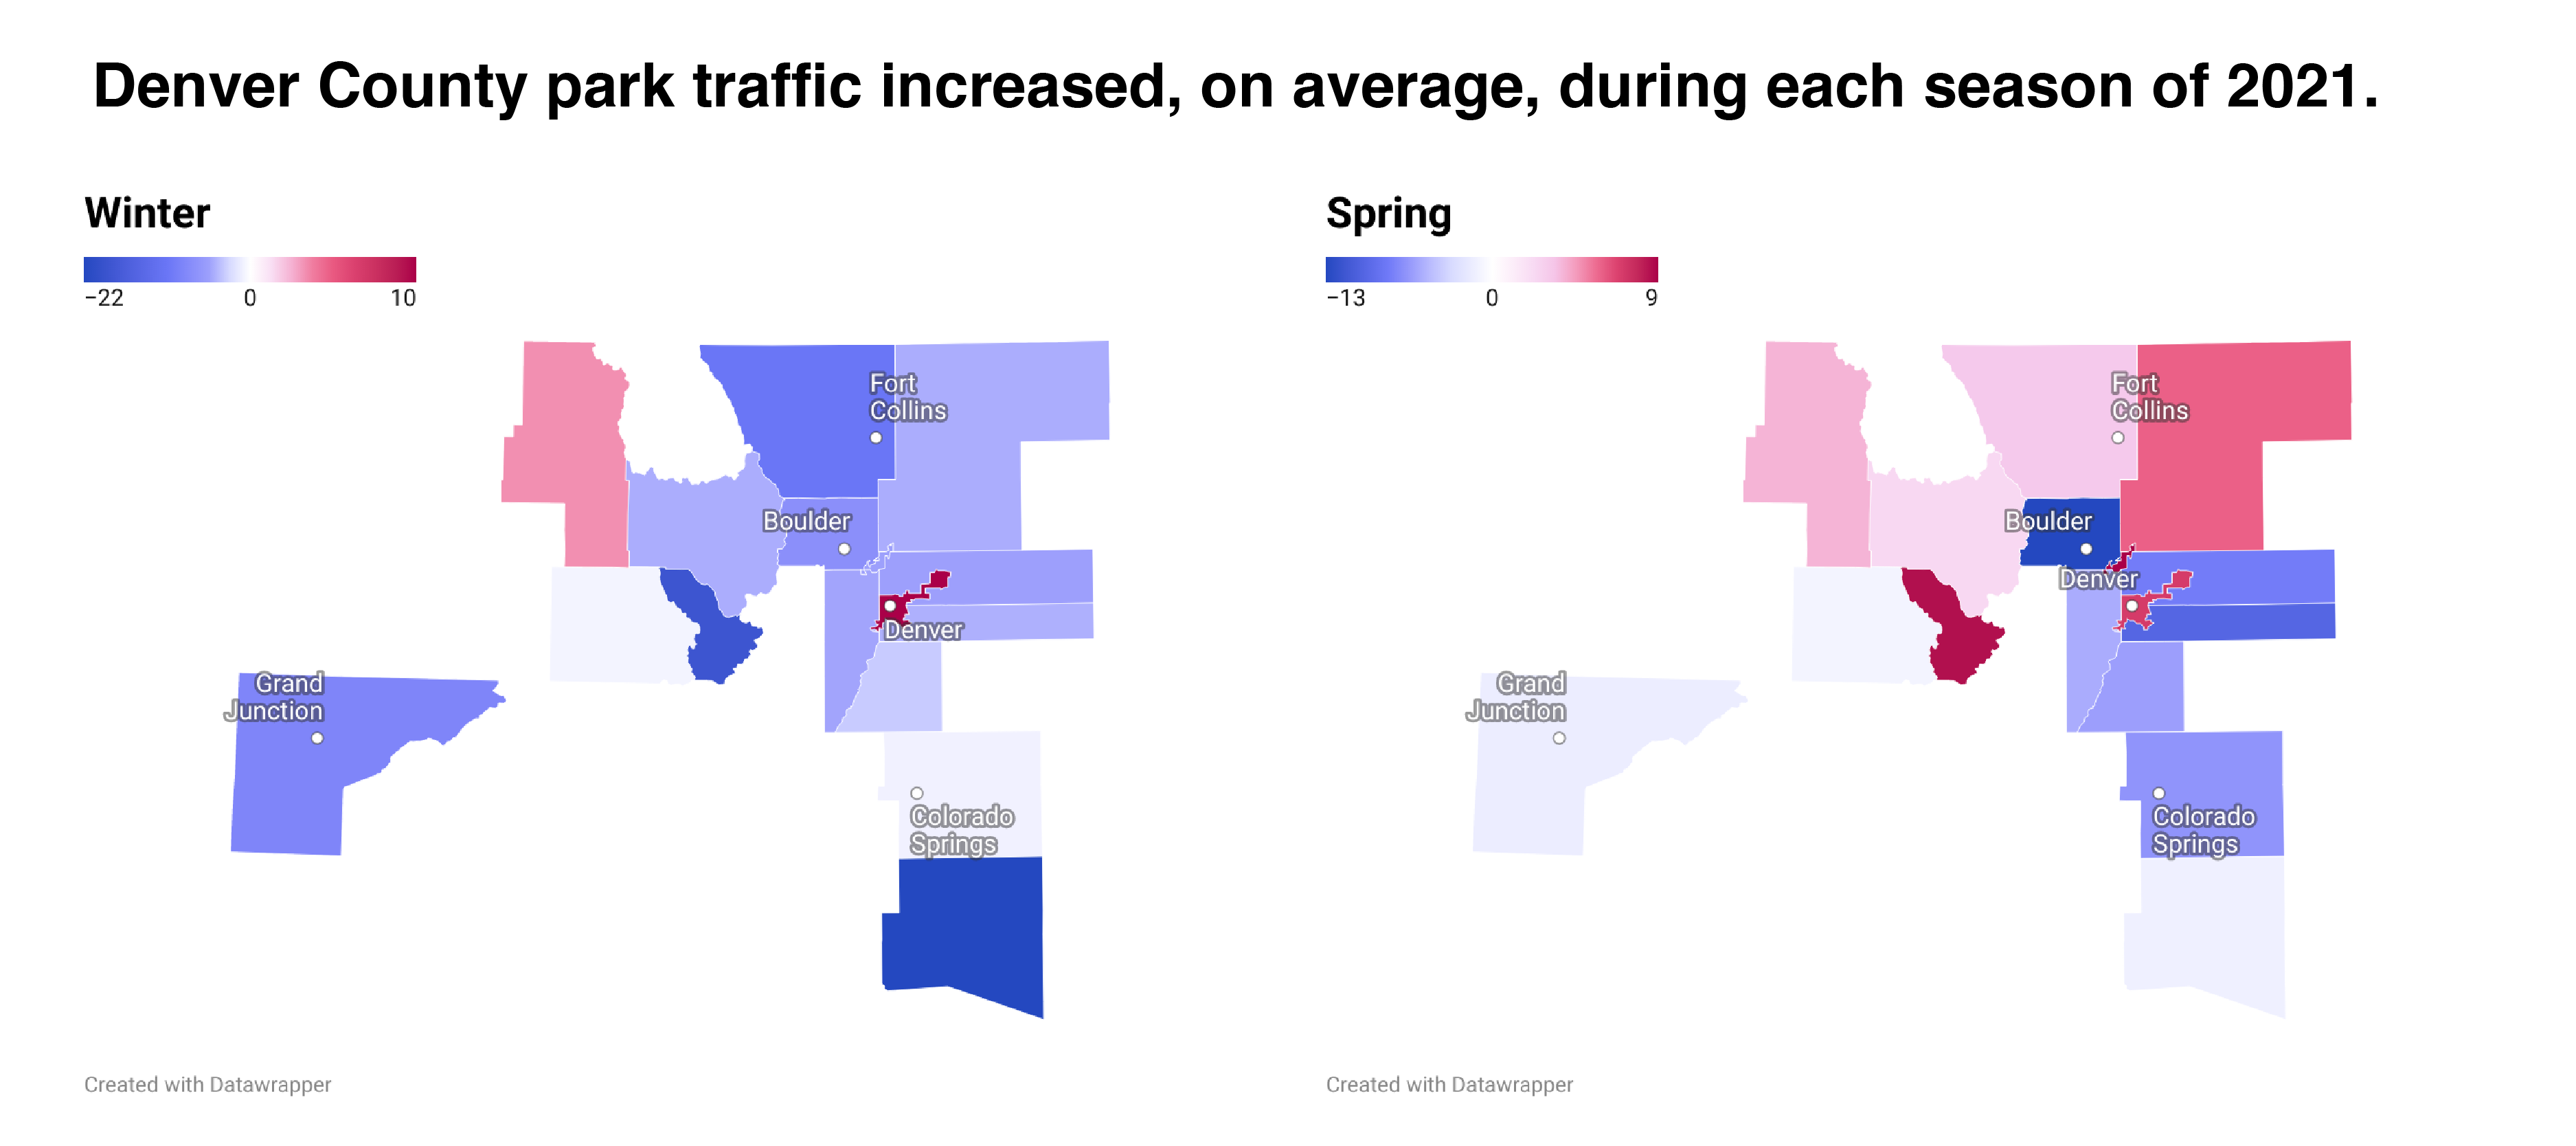 Denver County park traffic increased, on average, during each season of 2021.
Winter
−22 0 10
Fort
Collins
Boulder
Denver
Grand
Junction
Colorado
Springs
Created with Datawrapper
Spring
−13 0 9
Fort
Collins
Boulder
Denver
Grand
Junction
Colorado
Springs
Created with Datawrapper